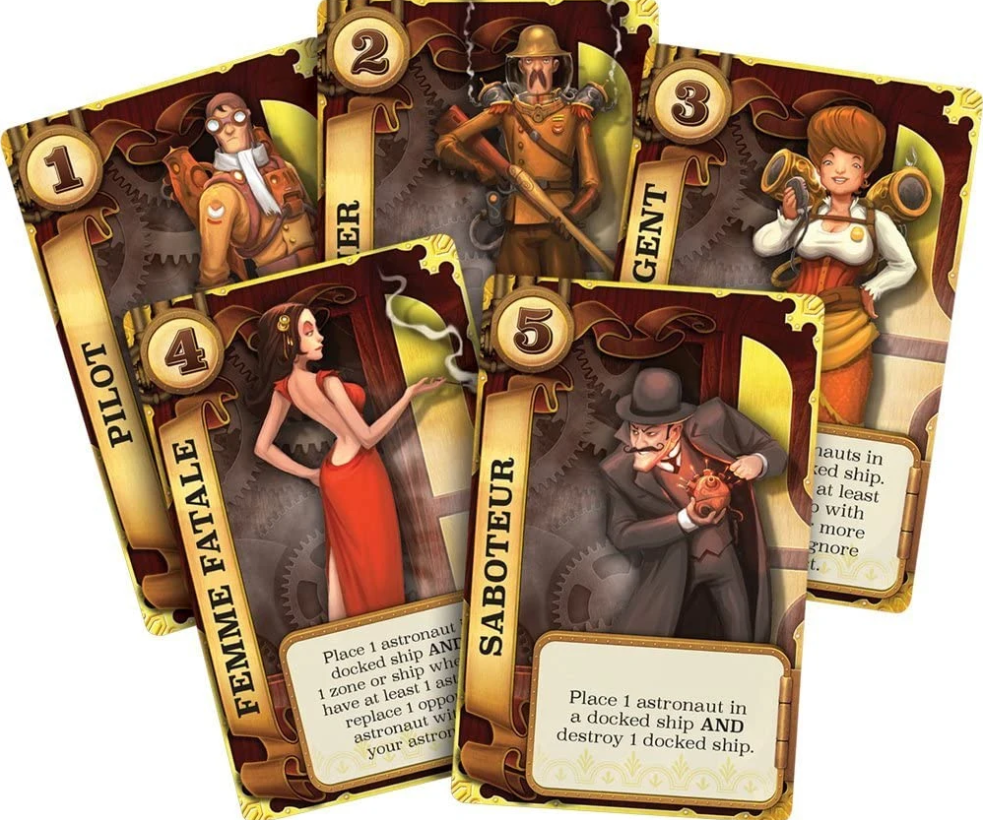 1
PILOT
2
IER
3
GENT
nauts in
ked ship.
at least
with
more
gnore
t.
4
FEMME FATALE
Place 1 astronaut
docked ship AND
1 zone or ship whe
have at least 1 ast
replace 1 oppo
astronaut wi
your astron
5
SABOTEUR
Place 1 astronaut in
a docked ship AND
destroy 1 docked ship.